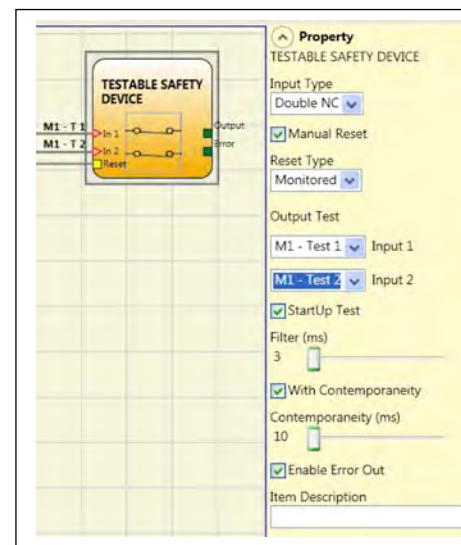 TESTABLE SAFETY
DEVICE
M1 - T 1
M1 - T 2
In 1
In 2
Reset
Output
Error
Property
TESTABLE SAFETY DEVICE
Input Type
Double NC
Manual Reset
Reset Type
Monitored
Output Test
M1 - Test 1 Input 1
M1 - Test 2 Input 2
StartUp Test
Filter (ms)
3
With Contemporaneity
Contemporaneity (ms)
10
Enable Error Out
Item Description